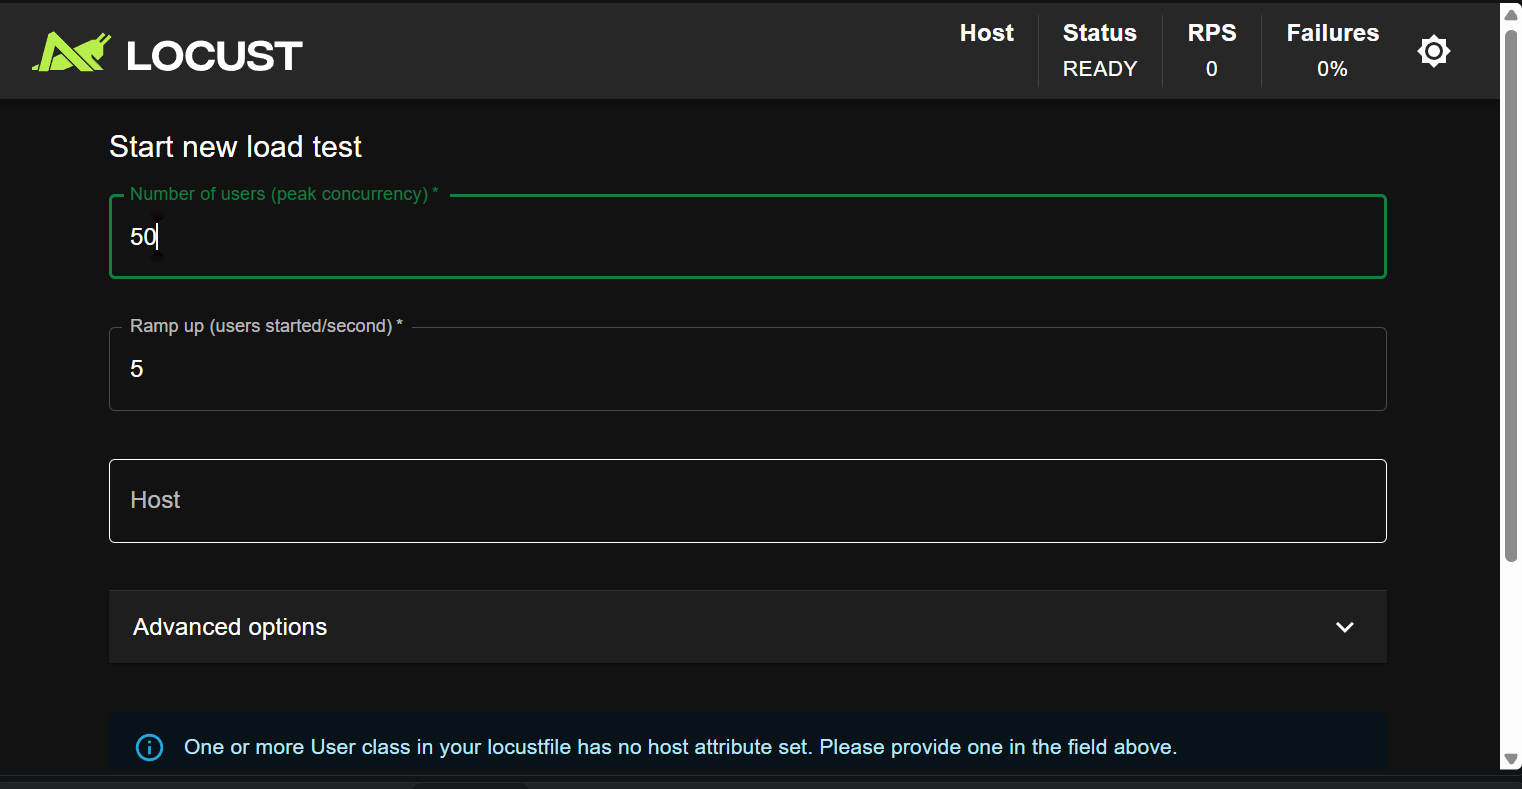 LOCUST
Host
Status
READY
RPS
0
Failures
0%
Start new load test
Number of users (peak concurrency) *
50
Ramp up (users started/second) *
5
Host
Advanced options
One or more User class in your locustfile has no host attribute set. Please provide one in the field above.